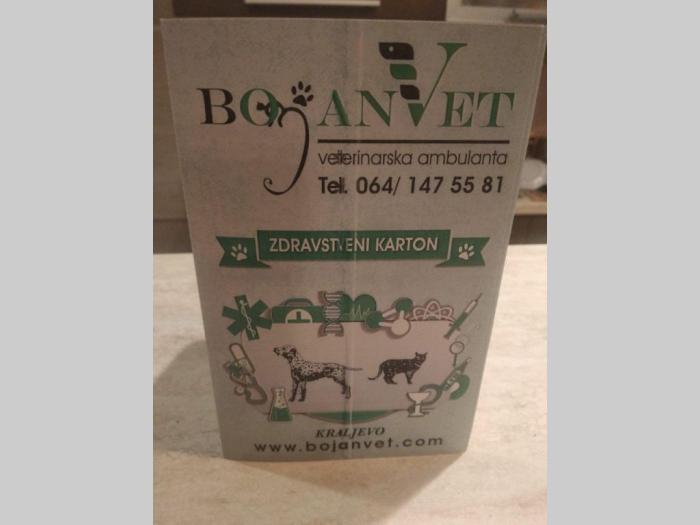 BOJANVET
veterinarska ambulanta
Tel. 064/ 147 55 81
ZDRAVSTVENI KARTON
KRALJEVO
www.bojanvet.com